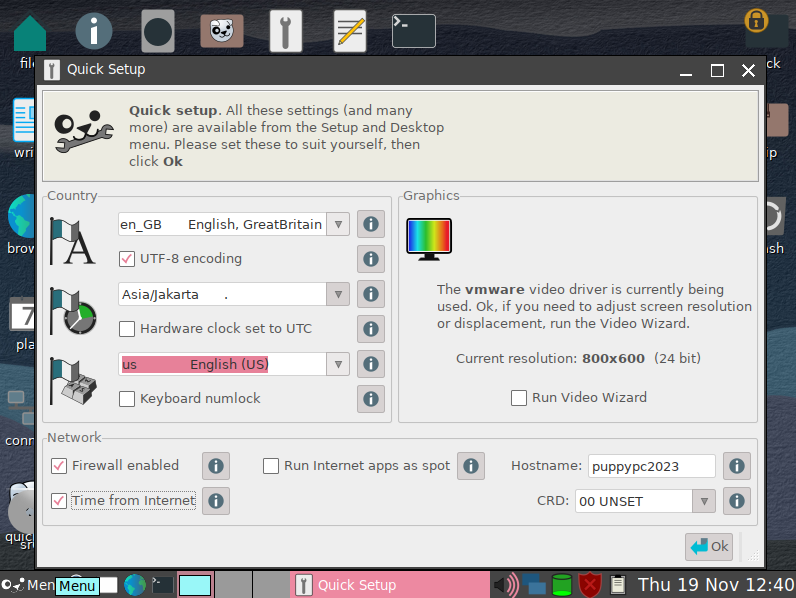 file
ck
Quick Setup
Quick setup. All these settings (and many
more) are available from the Setup and Desktop
menu. Please set these to suit yourself, then
click Ok
wri
ip
Country
Graphics
en_GB English, GreatBritain
UTF-8 encoding
brow
sh
Asia/Jakarta .
The vmware video driver is currently being
used. Ok, if you need to adjust screen resolution
or displacement, run the Video Wizard.
Hardware clock set to UTC
7
pla
us English (US)
Current resolution: 800x600 (24 bit)
Keyboard numlock
Run Video Wizard
conn
Network
Firewall enabled
Run Internet apps as spot
Hostname: puppypc2023
Time from Internet
CRD: 00 UNSET
quic
sr
Ok
Men
Menu
Quick Setup
Thu 19 Nov 12:40